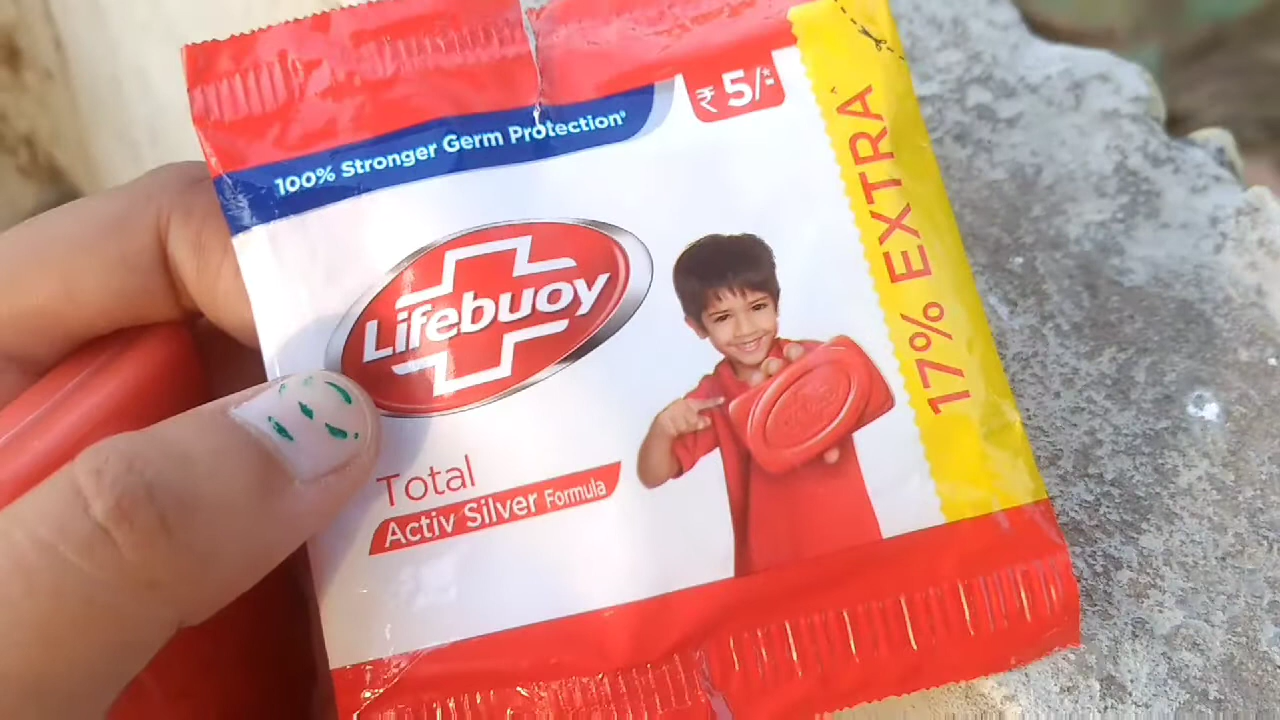 ₹ 5/-*
100% Stronger Germ Protection*
17% EXTRA^
Lifebuoy
Total
Activ Silver Formula